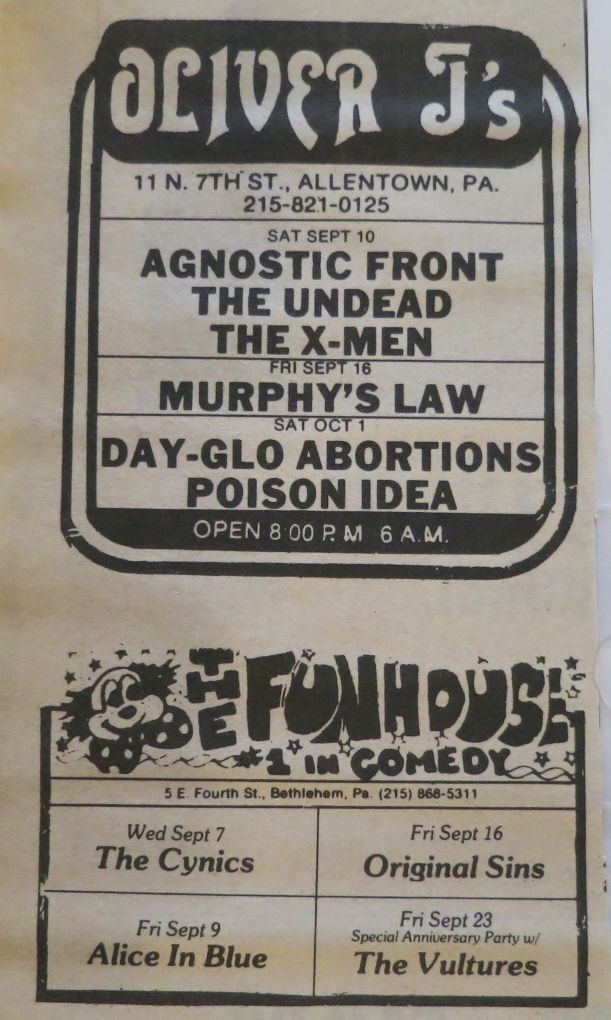 OLIVER J's
11 N. 7TH ST., ALLENTOWN, PA.
215-821-0125
SAT SEPT 10
AGNOSTIC FRONT
THE UNDEAD
THE X-MEN
FRI SEPT 16
MURPHY'S LAW
SAT OCT 1
DAY-GLO ABORTIONS
POISON IDEA
OPEN 8:00 P.M 6 A.M.
THE FUNHOUSE
#1 in COMEDY
5 E. Fourth St., Bethlehem, Pa. (215) 868-5311
Wed Sept 7
The Cynics
Fri Sept 16
Original Sins
Fri Sept 9
Alice In Blue
Fri Sept 23
Special Anniversary Party w/
The Vultures